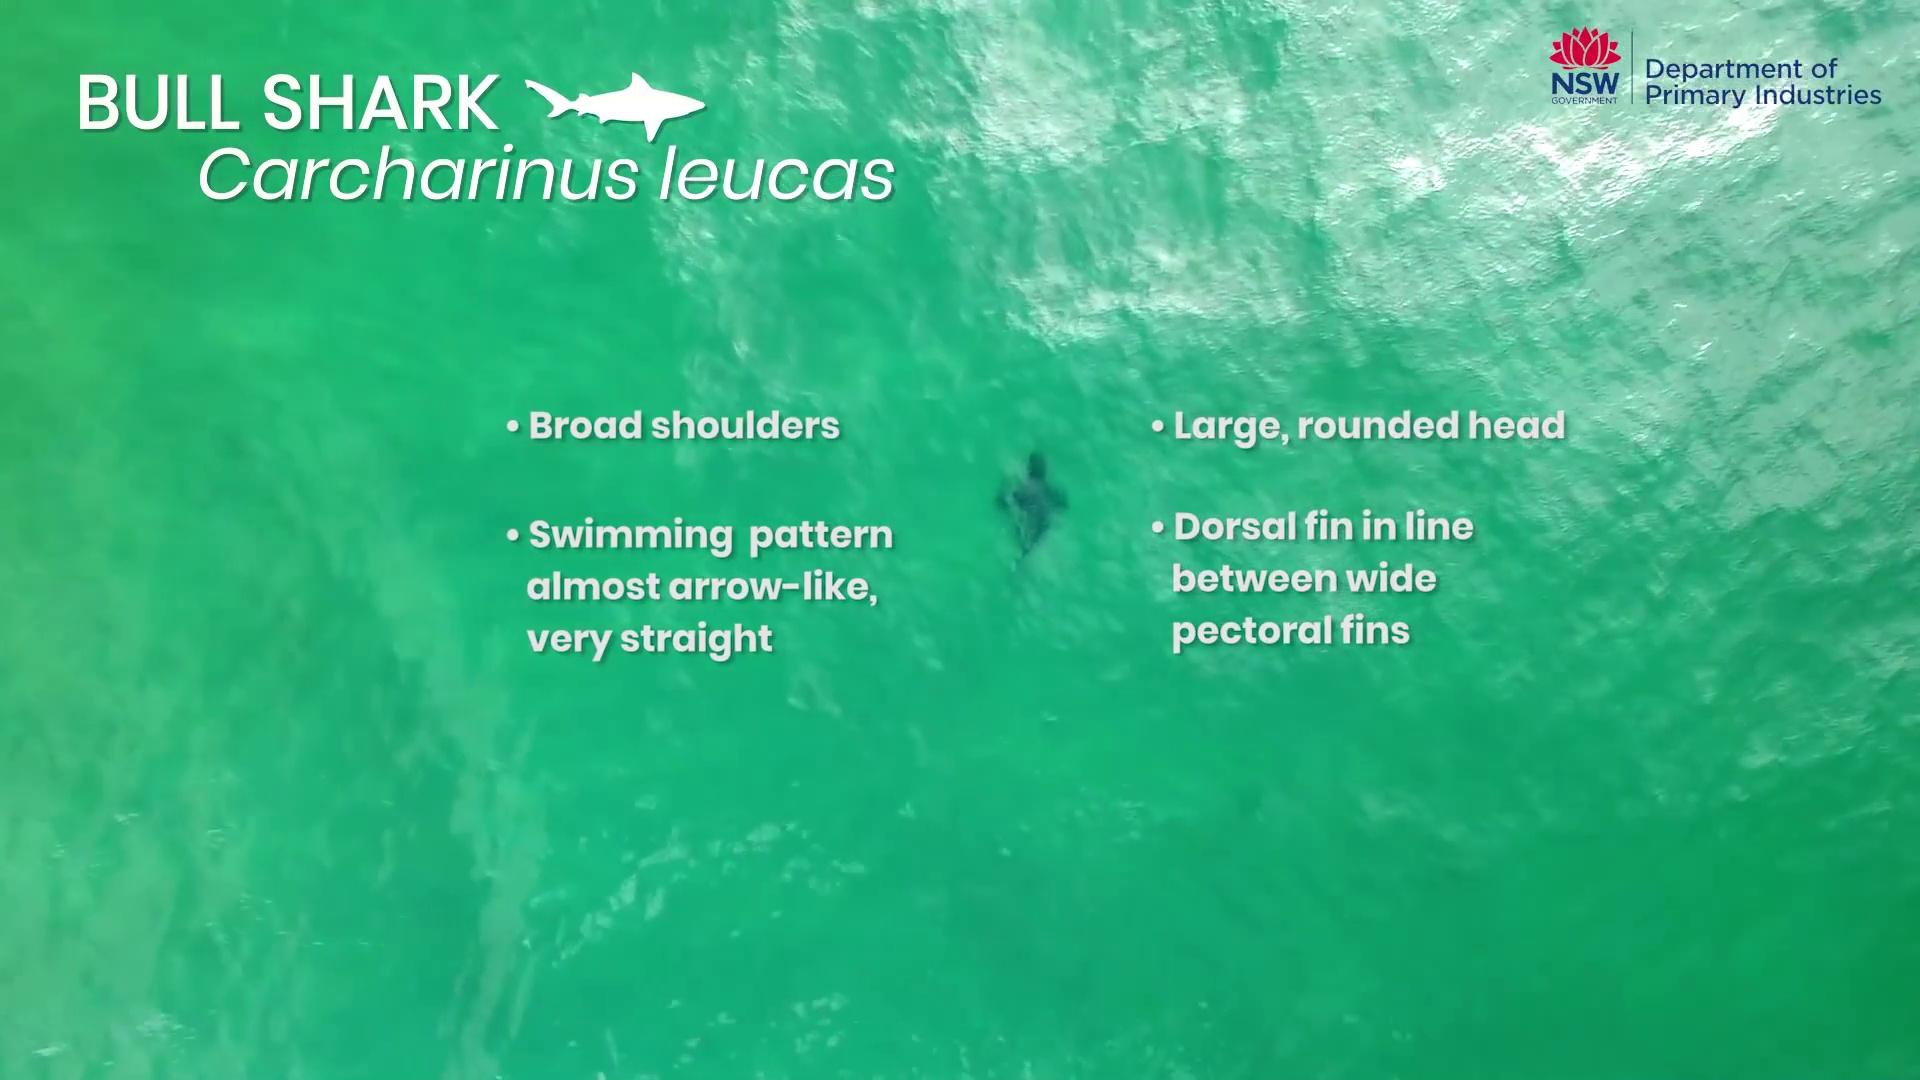 BULL SHARK
Carcharinus leucas
NSW
GOVERNMENT
Department of
Primary Industries
• Broad shoulders
• Swimming pattern
almost arrow-like,
very straight
• Large, rounded head
• Dorsal fin in line
between wide
pectoral fins